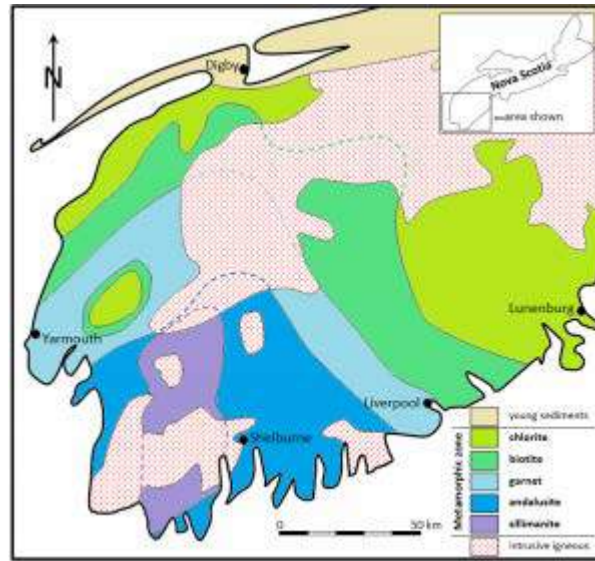 N
Digby
Nova Scotia
area shown
Yarmouth
Lunenburg
Liverpool
Shelburne
0
50 km
Metamorphic zone
young sediments
chlorite
biotite
garnet
andalusite
sillimanite
intrusive igneous